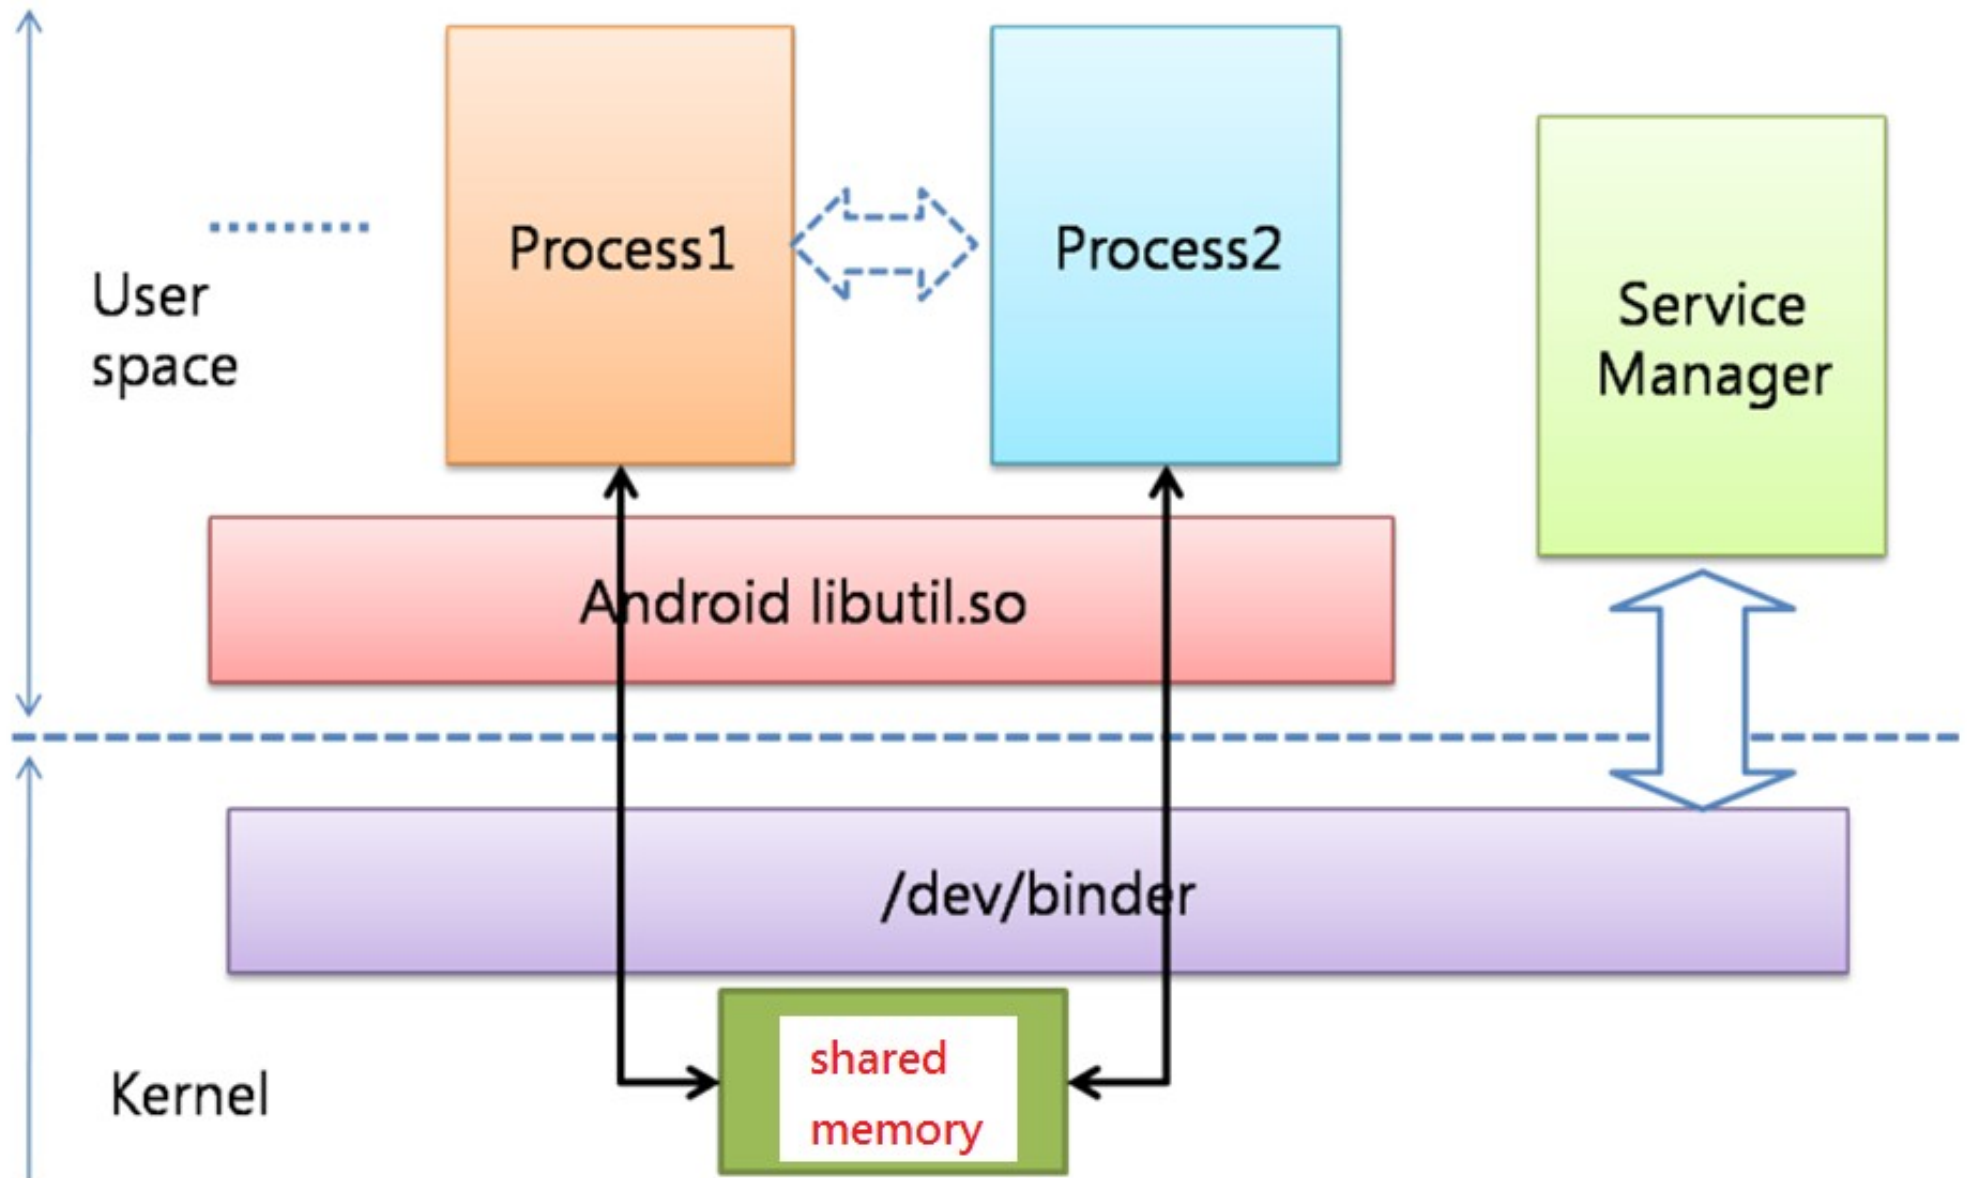 Process1
Process2
User
space
Service
Manager
Android libutil.so
/dev/binder
shared
memory
Kernel